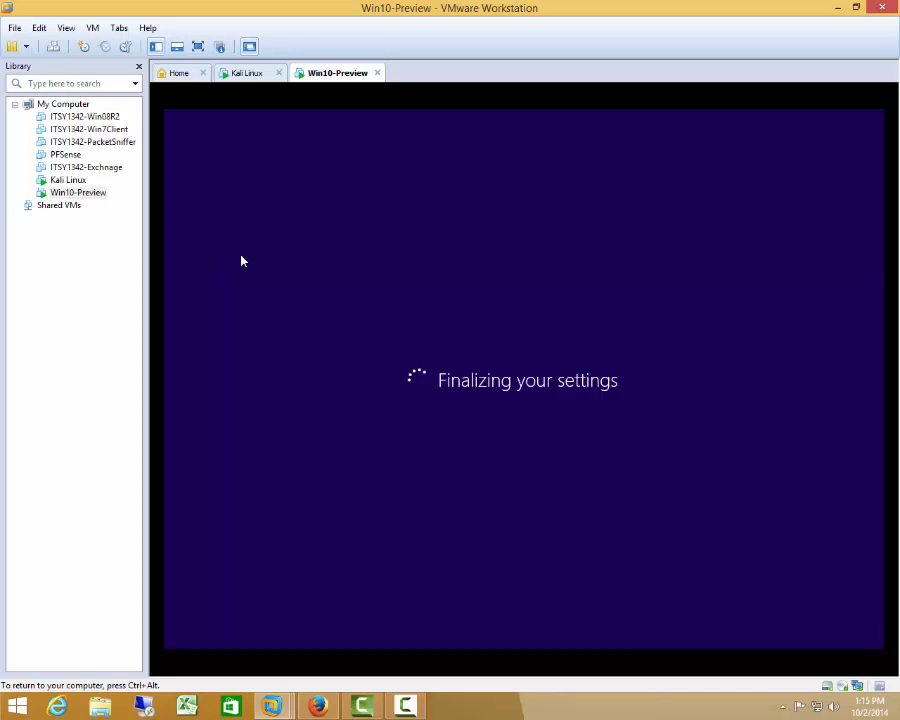 Win10-Preview - VMware Workstation
File Edit View VM Tabs Help
Library
Home Kali Linux Win10-Preview
Type here to search
My Computer
ITSY1342-Win08R2
ITSY1342-Win7Client
ITSY1342-PacketSniffer
PFSense
ITSY1342-Exchnage
Kali Linux
Win10-Preview
Shared VMs
Finalizing your settings
To return to your computer, press Ctrl+Alt.
1:15 PM
10/2/2014